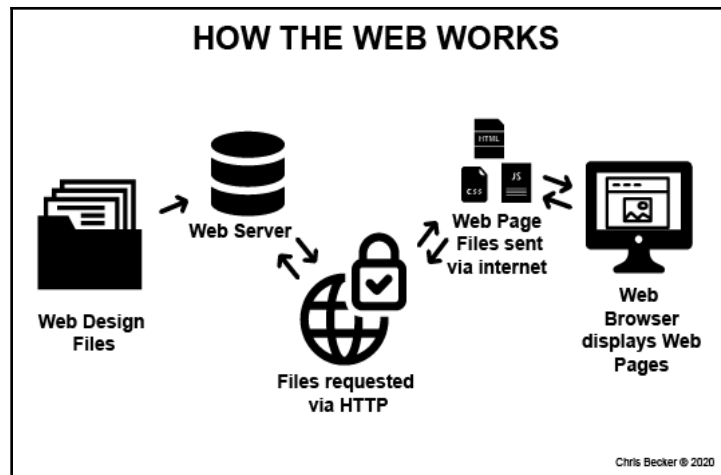 HOW THE WEB WORKS
HTML
CSS
JS
Web Server
Web Page
Files sent
via internet
Web Design
Files
Files requested
via HTTP
Web
Browser
displays Web
Pages
Chris Becker ® 2020